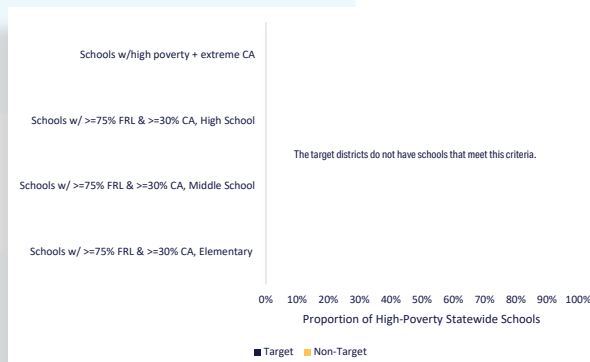 Schools w/high poverty + extreme CA
Schools w/ >=75% FRL & >=30% CA, High School
The target districts do not have schools that meet this criteria.
Schools w/ >=75% FRL & >=30% CA, Middle School
Schools w/ >=75% FRL & >=30% CA, Elementary
0% 10% 20% 30% 40% 50% 60% 70% 80% 90% 100%
Proportion of High-Poverty Statewide Schools
Target Non-Target